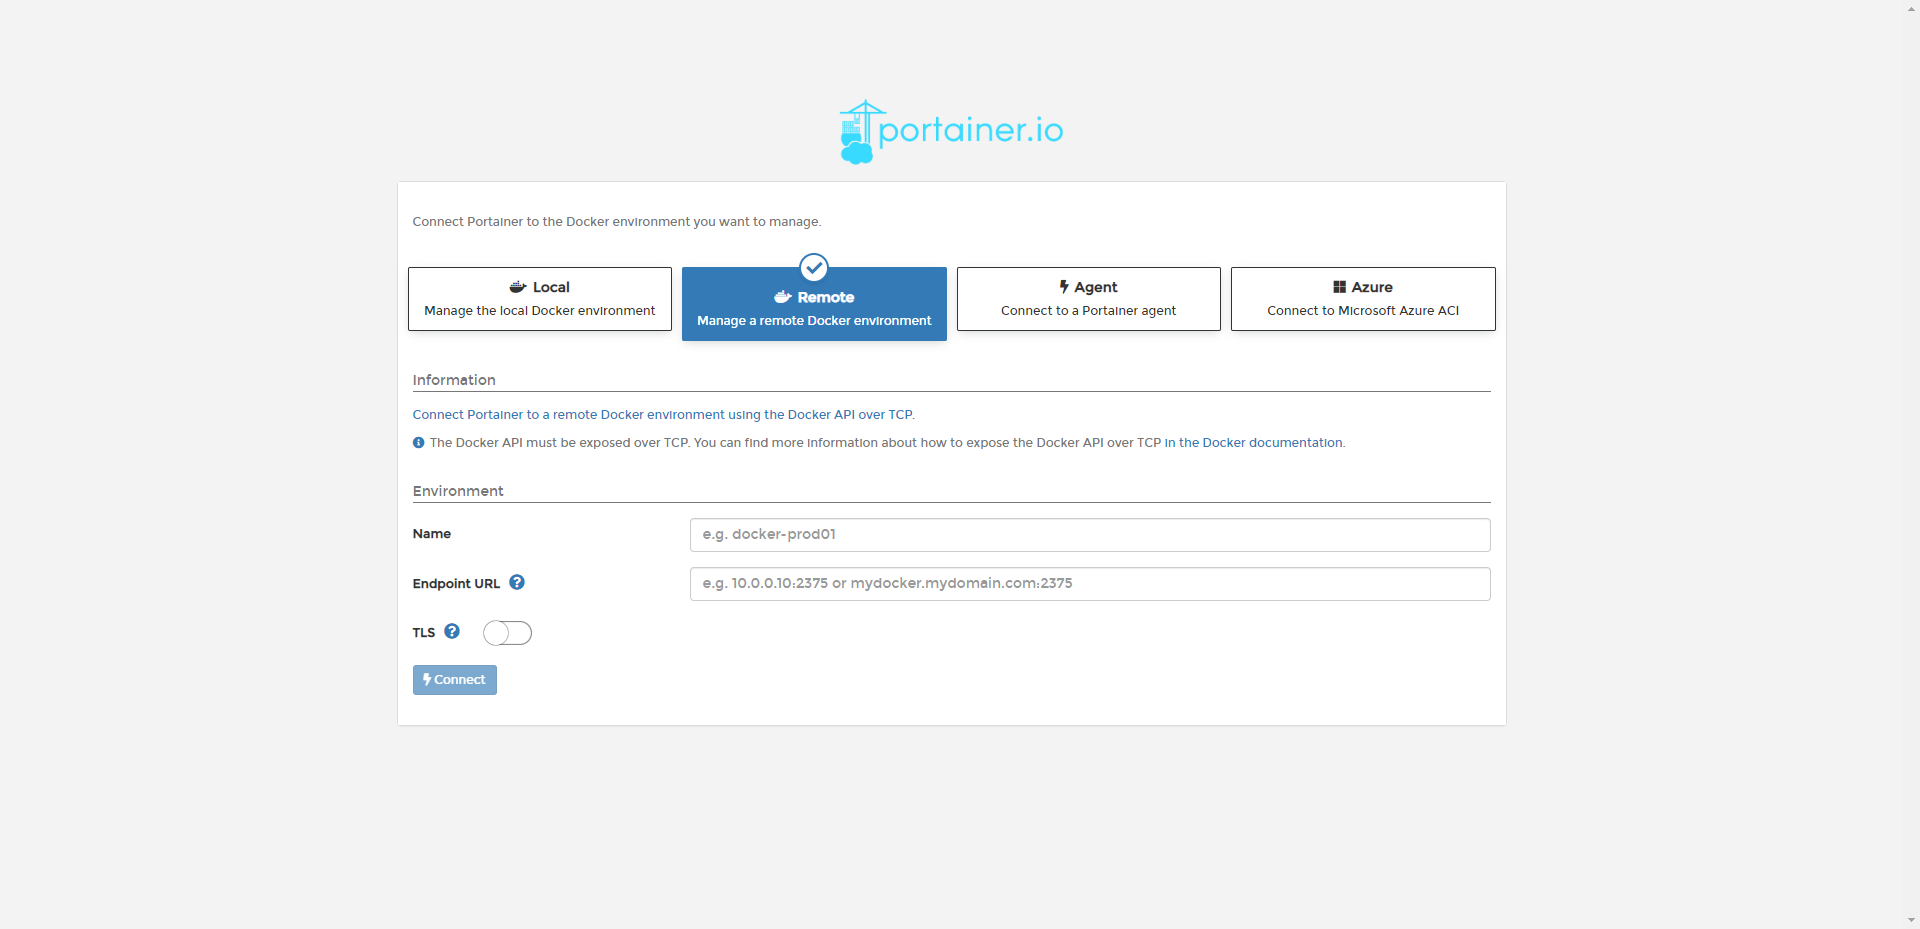 portainer.io
Connect Portainer to the Docker environment you want to manage.
Local
Manage the local Docker environment
Remote
Manage a remote Docker environment
Agent
Connect to a Portainer agent
Azure
Connect to Microsoft Azure ACI
Information
Connect Portainer to a remote Docker environment using the Docker API over TCP.
The Docker API must be exposed over TCP. You can find more information about how to expose the Docker API over TCP in the Docker documentation.
Environment
Name
e.g. docker-prod01
Endpoint URL
e.g. 10.0.0.10:2375 or mydocker.mydomain.com:2375
TLS
Connect